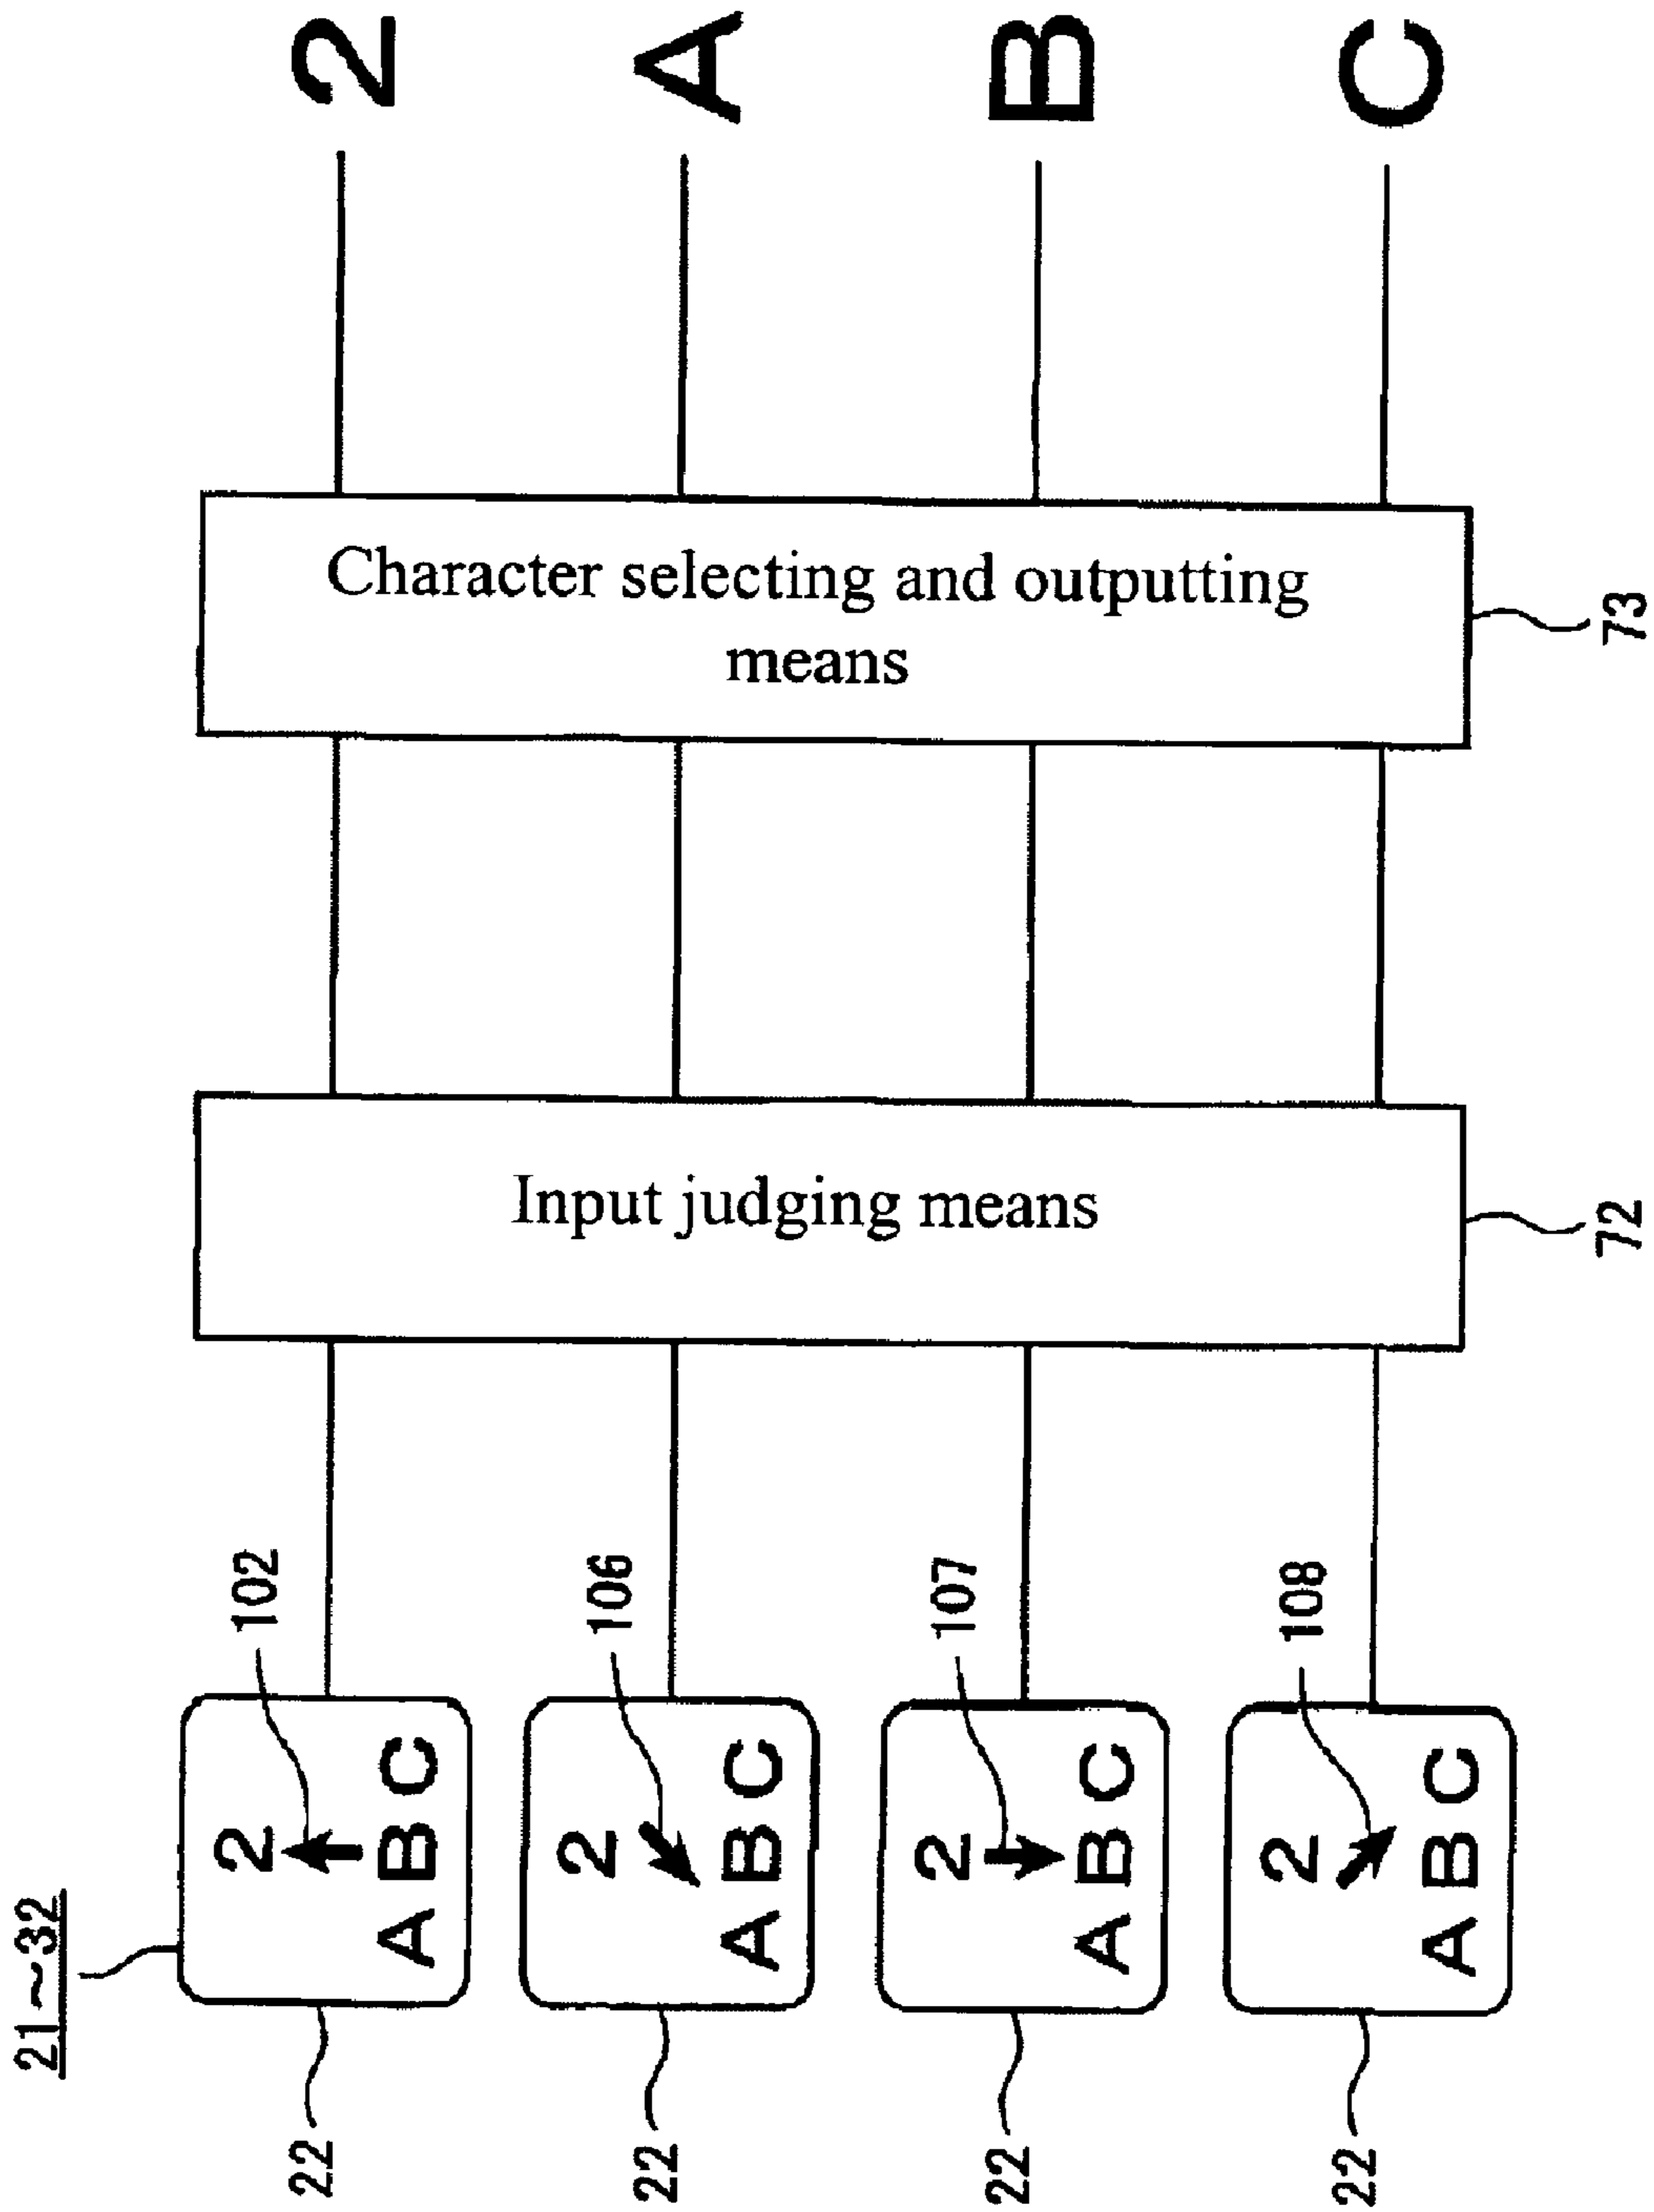 2
A
B
C
Character selecting and outputting
means
73
Input judging means
72
102
106
107
108
2
A B C
2
A B C
2
A B C
2
A B C
21~32
22
22
22
22